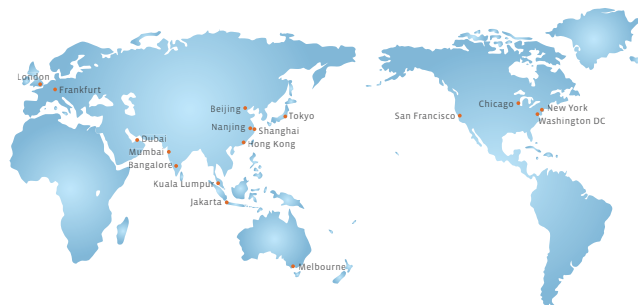 London
Frankfurt
Beijing
Tokyo
Nanjing
Shanghai
Hong Kong
Dubai
Mumbai
Bangalore
Kuala Lumpur
Jakarta
Melbourne
San Francisco
Chicago
New York
Washington DC